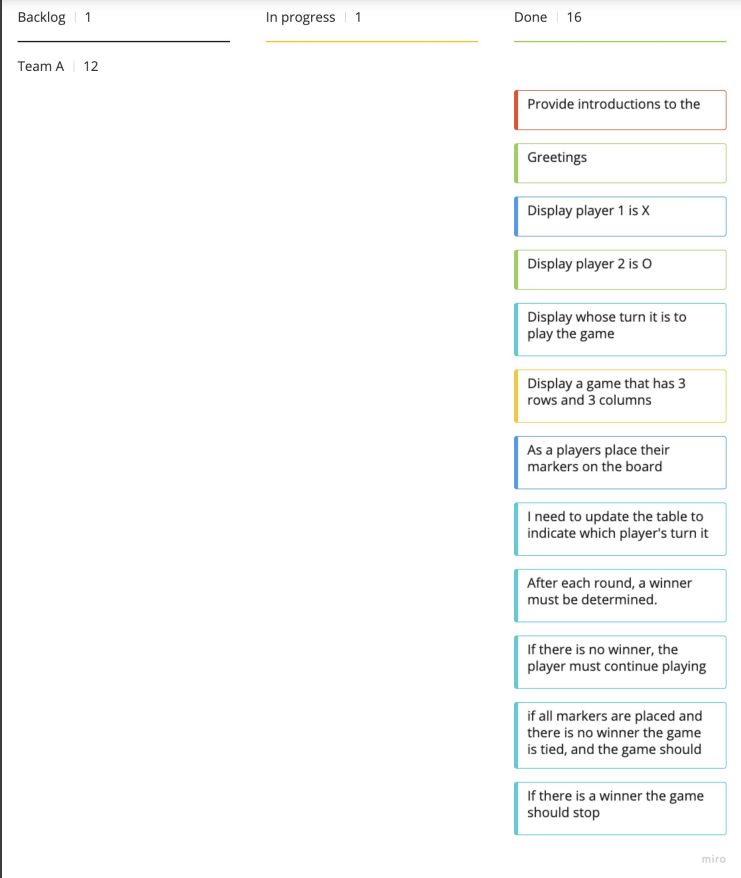 Backlog 1
In progress 1
Done 16
Team A 12
Provide introductions to the
Greetings
Display player 1 is X
Display player 2 is O
Display whose turn it is to
play the game
Display a game that has 3
rows and 3 columns
As a players place their
markers on the board
I need to update the table to
indicate which player's turn it
After each round, a winner
must be determined.
If there is no winner, the
player must continue playing
if all markers are placed and
there is no winner the game
is tied, and the game should
If there is a winner the game
should stop
miro